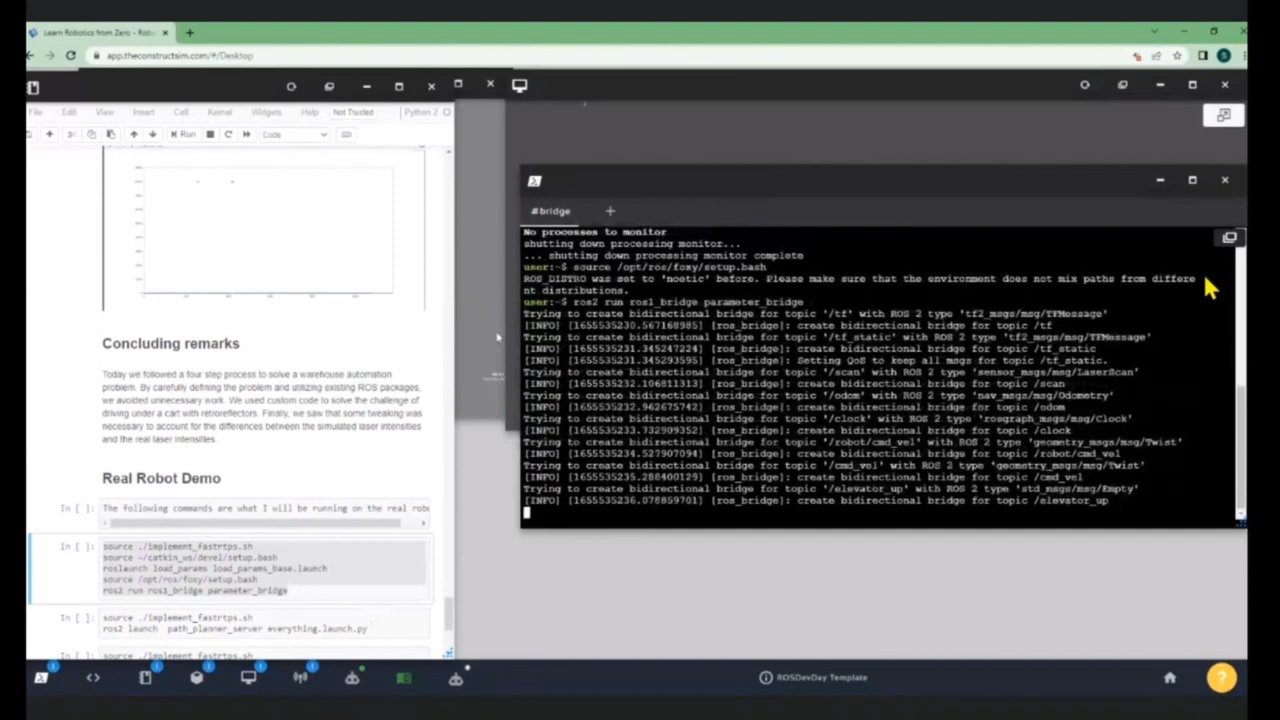 Learn Robotics from Zero - Rob
app.theconstructsim.com/#/Desktop
File Edit View Insert Cell Kernel Widgets Help Not Trusted Python 2
Run Code
Concluding remarks
Today we followed a four step process to solve a warehouse automation
problem. By carefully defining the problem and utilizing existing ROS packages,
we avoided unnecessary work. We used custom code to solve the challenge of
driving under a cart with retroreflectors. Finally, we saw that some tweaking was
necessary to account for the differences between the simulated laser intensities
and the real laser intensities.
Real Robot Demo
In [ ]: The following commands are what I will be running on the real robo
In [ ]: source ./implement_fastrtps.sh
source ~/catkin_ws/devel/setup.bash
roslaunch load_params load_params_base.launch
source /opt/ros/foxy/setup.bash
ros2 run ros1_bridge parameter_bridge
In [ ]: source ./implement_fastrtps.sh
ros2 launch path_planner_server everything.launch.py
In [ ]: source ./implement_fastrtps.sh
#bridge
No processes to monitor
shutting down processing monitor...
... shutting down processing monitor complete
user:~$ source /opt/ros/foxy/setup.bash
ROS_DISTRO was set to 'noetic' before. Please make sure that the environment does not mix paths from differe
nt distributions.
user:~$ ros2 run ros1_bridge parameter_bridge
Trying to create bidirectional bridge for topic '/tf' with ROS 2 type 'tf2_msgs/msg/TFMessage'
[INFO] [1655535230.567168985] [ros_bridge]: create bidirectional bridge for topic /tf
Trying to create bidirectional bridge for topic '/tf_static' with ROS 2 type 'tf2_msgs/msg/TFMessage'
[INFO] [1655535231.345247224] [ros_bridge]: create bidirectional bridge for topic /tf_static
[INFO] [1655535231.345293595] [ros_bridge]: Setting QoS to keep all msgs for topic /tf_static.
Trying to create bidirectional bridge for topic '/scan' with ROS 2 type 'sensor_msgs/msg/LaserScan'
[INFO] [1655535232.106811313] [ros_bridge]: create bidirectional bridge for topic /scan
Trying to create bidirectional bridge for topic '/odom' with ROS 2 type 'nav_msgs/msg/Odometry'
[INFO] [1655535232.962675742] [ros_bridge]: create bidirectional bridge for topic /odom
Trying to create bidirectional bridge for topic '/clock' with ROS 2 type 'rosgraph_msgs/msg/Clock'
[INFO] [1655535233.732909352] [ros_bridge]: create bidirectional bridge for topic /clock
Trying to create bidirectional bridge for topic '/robot/cmd_vel' with ROS 2 type 'geometry_msgs/msg/Twist'
[INFO] [1655535234.527907094] [ros_bridge]: create bidirectional bridge for topic /robot/cmd_vel
Trying to create bidirectional bridge for topic '/cmd_vel' with ROS 2 type 'geometry_msgs/msg/Twist'
[INFO] [1655535235.288400129] [ros_bridge]: create bidirectional bridge for topic /cmd_vel
Trying to create bidirectional bridge for topic '/elevator_up' with ROS 2 type 'std_msgs/msg/Empty'
[INFO] [1655535236.078859701] [ros_bridge]: create bidirectional bridge for topic /elevator_up
ROSDevDay Template